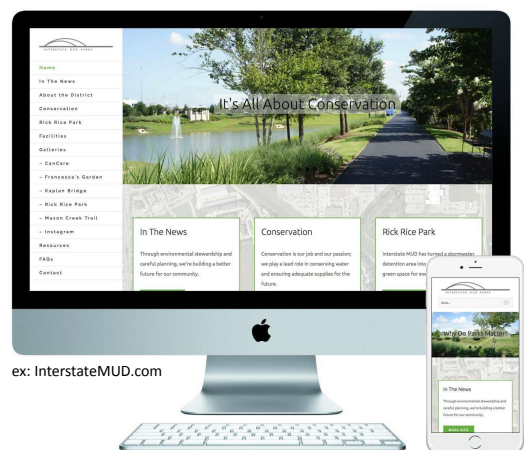 INTERSTATE MUD PARKS
Home
In The News
About the District
Conservation
Rick Rice Park
Facilities
Galleries
– CanCare
– Francesca's Garden
– Kaplan Bridge
– Rick Rice Park
– Mason Creek Trail
– Instagram
Resources
FAQs
Contact
It's All About Conservation
In The News
Through environmental stewardship and
careful planning, we're building a better
future for our community.
Conservation
Conservation is our job and our passion;
we play a lead role in conserving water
and ensuring adequate supplies for the
future.
Rick Rice Park
Interstate MUD has turned a stormwater
detention area into
green space for
INTERSTATE MUD PARKS
Why Do Parks Matter?
In The News
Through environmental stewardship and
careful planning, we're building a better
future for our community.
MORE INFO
ex: InterstateMUD.com